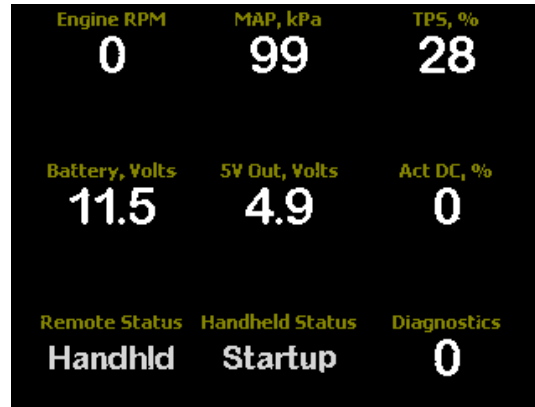 Engine RPM MAP, kPa TPS, %
0 99 28
Battery, Volts 5V Out, Volts Act DC, %
11.5 4.9 0
Remote Status Handheld Status Diagnostics
Handhld Startup 0